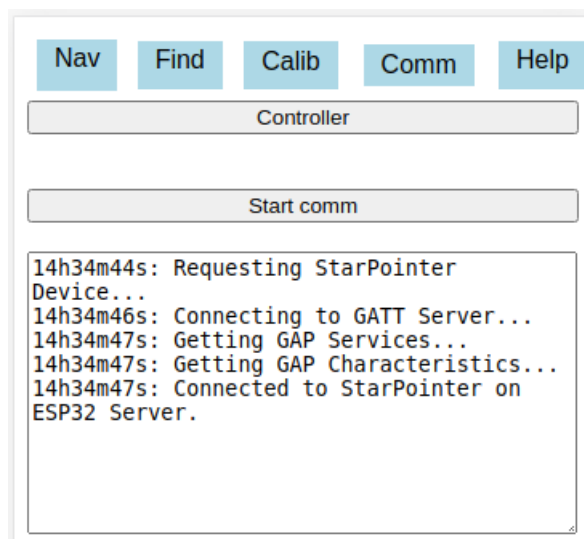 Nav Find Calib Comm Help
Controller
Start comm
14h34m44s: Requesting StarPointer
Device...
14h34m46s: Connecting to GATT Server...
14h34m47s: Getting GAP Services...
14h34m47s: Getting GAP Characteristics...
14h34m47s: Connected to StarPointer on
ESP32 Server.